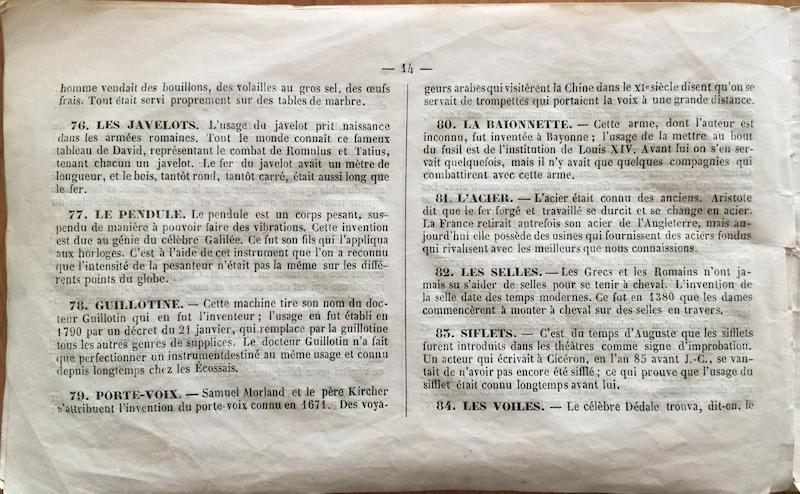 — 14 —
homme vendait des bouillons, des volailles au gros sel, des œufs
frais. Tout était servi proprement sur des tables de marbre.
76. LES JAVELOTS. L'usage du javelot prit naissance
dans les armées romaines. Tout le monde connaît ce fameux
tableau de David, représentant le combat de Romulus et Tatius,
tenant chacun un javelot. Le fer du javelot avait un mètre de
longueur, et le bois, tantôt rond, tantôt carré, était aussi long que
le fer.
77. LE PENDULE. Le pendule est un corps pesant, sus-
pendu de manière à pouvoir faire des vibrations. Cette invention
est due au génie du célèbre Galilée. Ce fut son fils qui l'appliqua
aux horloges. C'est à l'aide de cet instrument que l'on a reconnu
que l'intensité de la pesanteur n'était pas la même sur les diffé-
rents points du globe.
78. GUILLOTINE. — Cette machine tire son nom du doc-
teur Guillotin qui en fut l'inventeur ; l'usage en fut établi en
1790 par un décret du 21 janvier, qui remplace par la guillotine
tous les autres genres de supplices. Le docteur Guillotin n'a fait
que perfectionner un instrument destiné au même usage et connu
depuis longtemps chez les Écossais.
79. PORTE-VOIX. — Samuel Morland et le père Kircher
s'attribuent l'invention du porte-voix connu en 1671. Des voya-
geurs arabes qui visitèrent la Chine dans le XIe siècle disent qu'on se
servait de trompettes qui portaient la voix à une grande distance.
80. LA BAIONNETTE. — Cette arme, dont l'auteur est
inconnu, fut inventée à Bayonne ; l'usage de la mettre au bout
du fusil est de l'institution de Louis XIV. Avant lui on s'en ser-
vait quelquefois, mais il n'y avait que quelques compagnies qui
combattirent avec cette arme.
81. L'ACIER. — L'acier était connu des anciens. Aristote
dit que le fer forgé et travaillé se durcit et se change en acier.
La France retirait autrefois son acier de l'Angleterre, mais au-
jourd'hui elle possède des usines qui fournissent des aciers fondus
qui rivalisent avec les meilleurs que nous connaissions.
82. LES SELLES. — Les Grecs et les Romains n'ont ja-
mais su s'aider de selles pour se tenir à cheval. L'invention de
la selle date des temps modernes. Ce fut en 1380 que les dames
commencèrent à monter à cheval sur des selles en travers.
83. SIFLETS. — C'est du temps d'Auguste que les sifflets
furent introduits dans les théâtres comme signe d'improbation.
Un acteur qui écrivait à Cicéron, en l'an 85 avant J.-C., se van-
tait de n'avoir pas encore été sifflé ; ce qui prouve que l'usage du
sifflet était connu longtemps avant lui.
84. LES VOILES. — Le célèbre Dédale trouva, dit-on, le